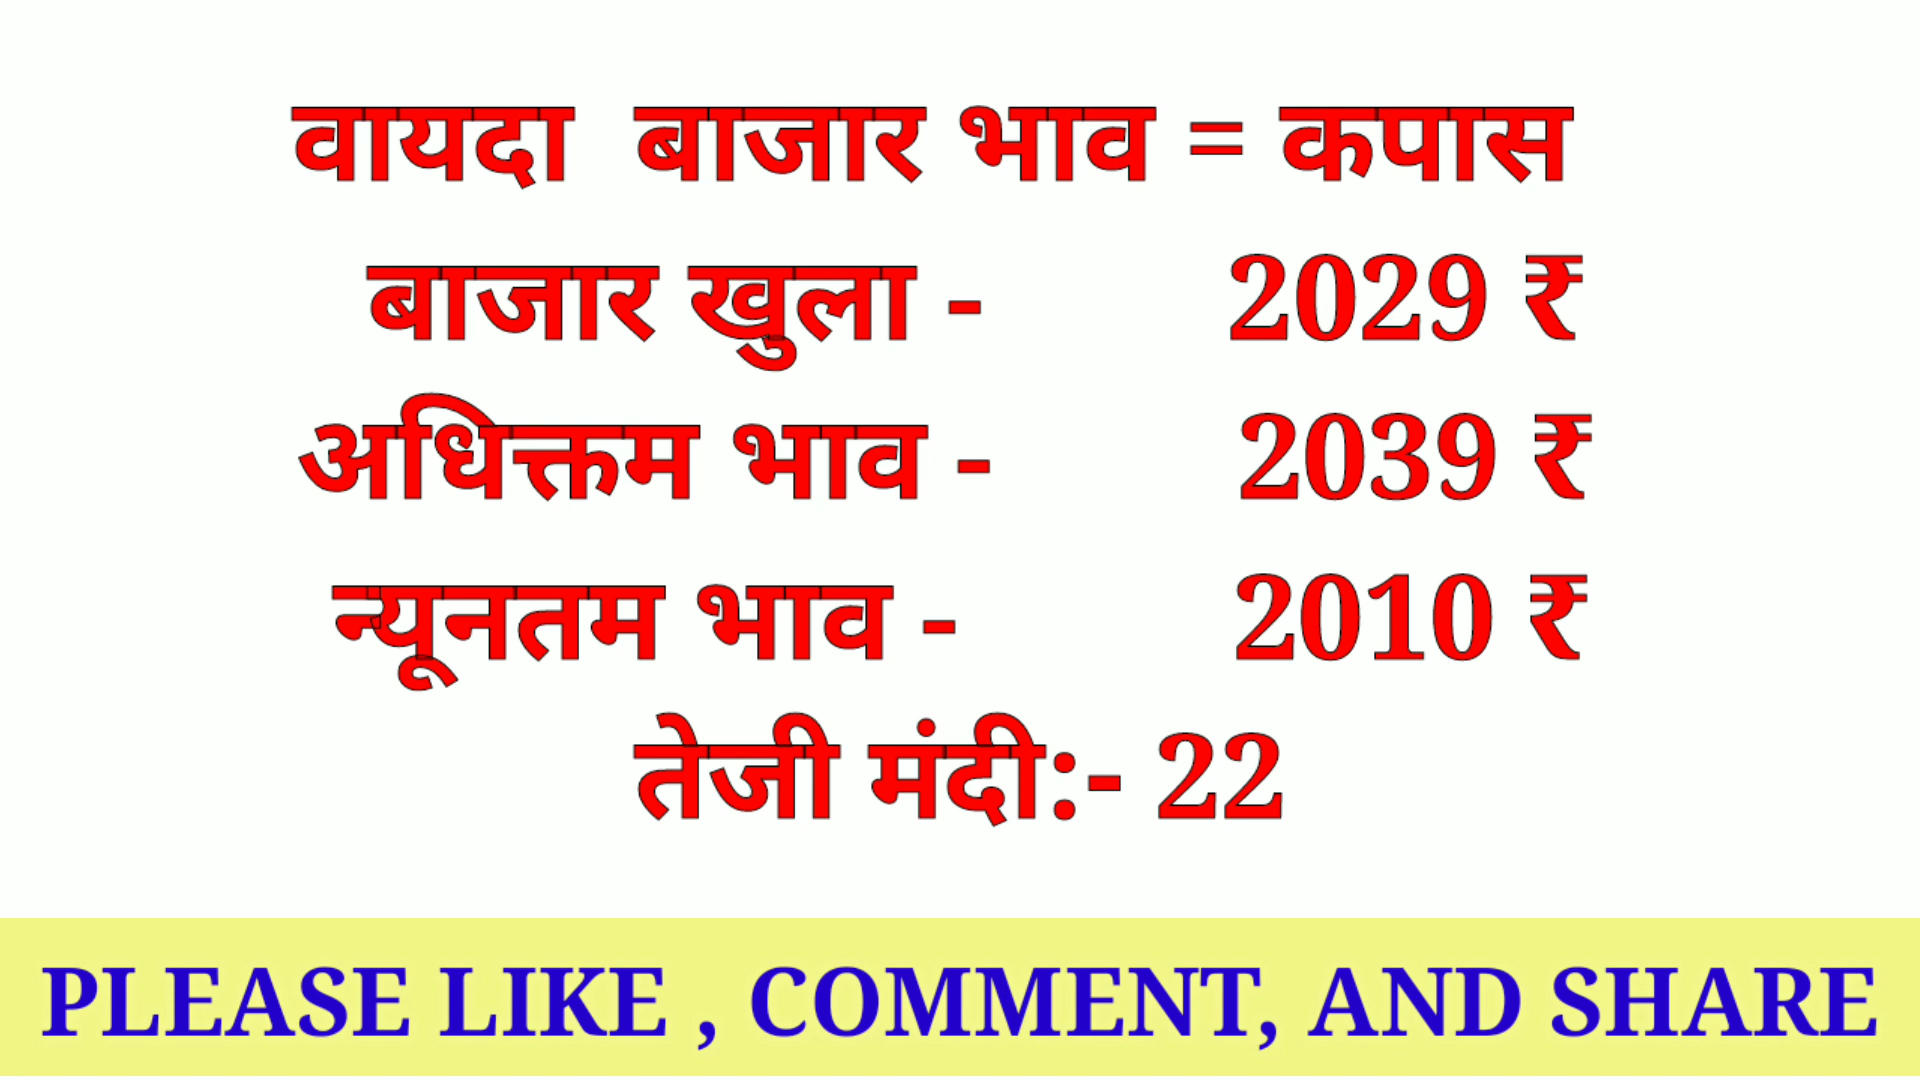 वायदा बाजार भाव = कपास
बाजार खुला - 2029 ₹
अधिक्तम भाव - 2039 ₹
न्यूनतम भाव - 2010 ₹
तेजी मंदी:- 22
PLEASE LIKE , COMMENT, AND SHARE